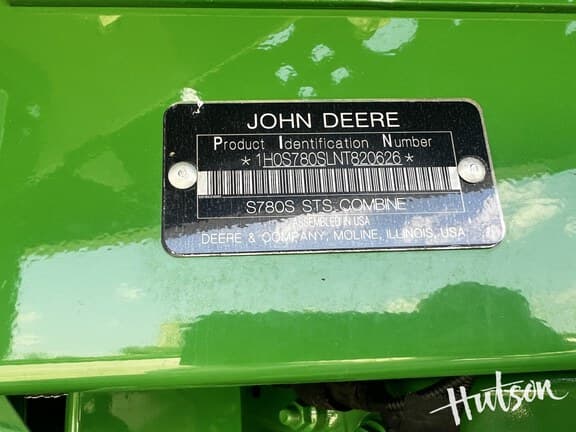 JOHN DEERE
Product Identification Number
*1H0S780SLNT820626*
S780S STS COMBINE
ASSEMBLED IN USA
DEERE & COMPANY, MOLINE, ILLINOIS, USA
Hutson